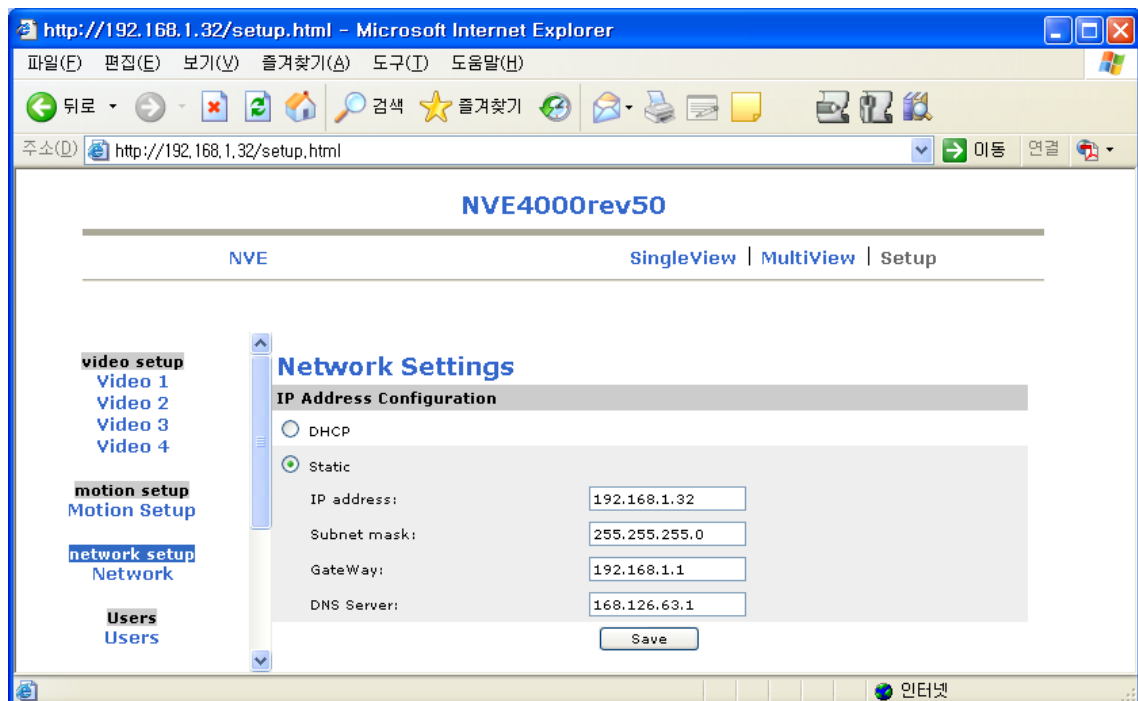 http://192.168.1.32/setup.html - Microsoft Internet Explorer
파일(F) 편집(E) 보기(V) 즐겨찾기(A) 도구(T) 도움말(H)
뒤로 검색 즐겨찾기
주소(D) http://192.168.1.32/setup.html 이동 연결
NVE4000rev50
NVE SingleView | MultiView | Setup
video setup
Video 1
Video 2
Video 3
Video 4
motion setup
Motion Setup
network setup
Network
Users
Users
Network Settings
IP Address Configuration
DHCP
Static
IP address: 192.168.1.32
Subnet mask: 255.255.255.0
GateWay: 192.168.1.1
DNS Server: 168.126.63.1
Save
인터넷